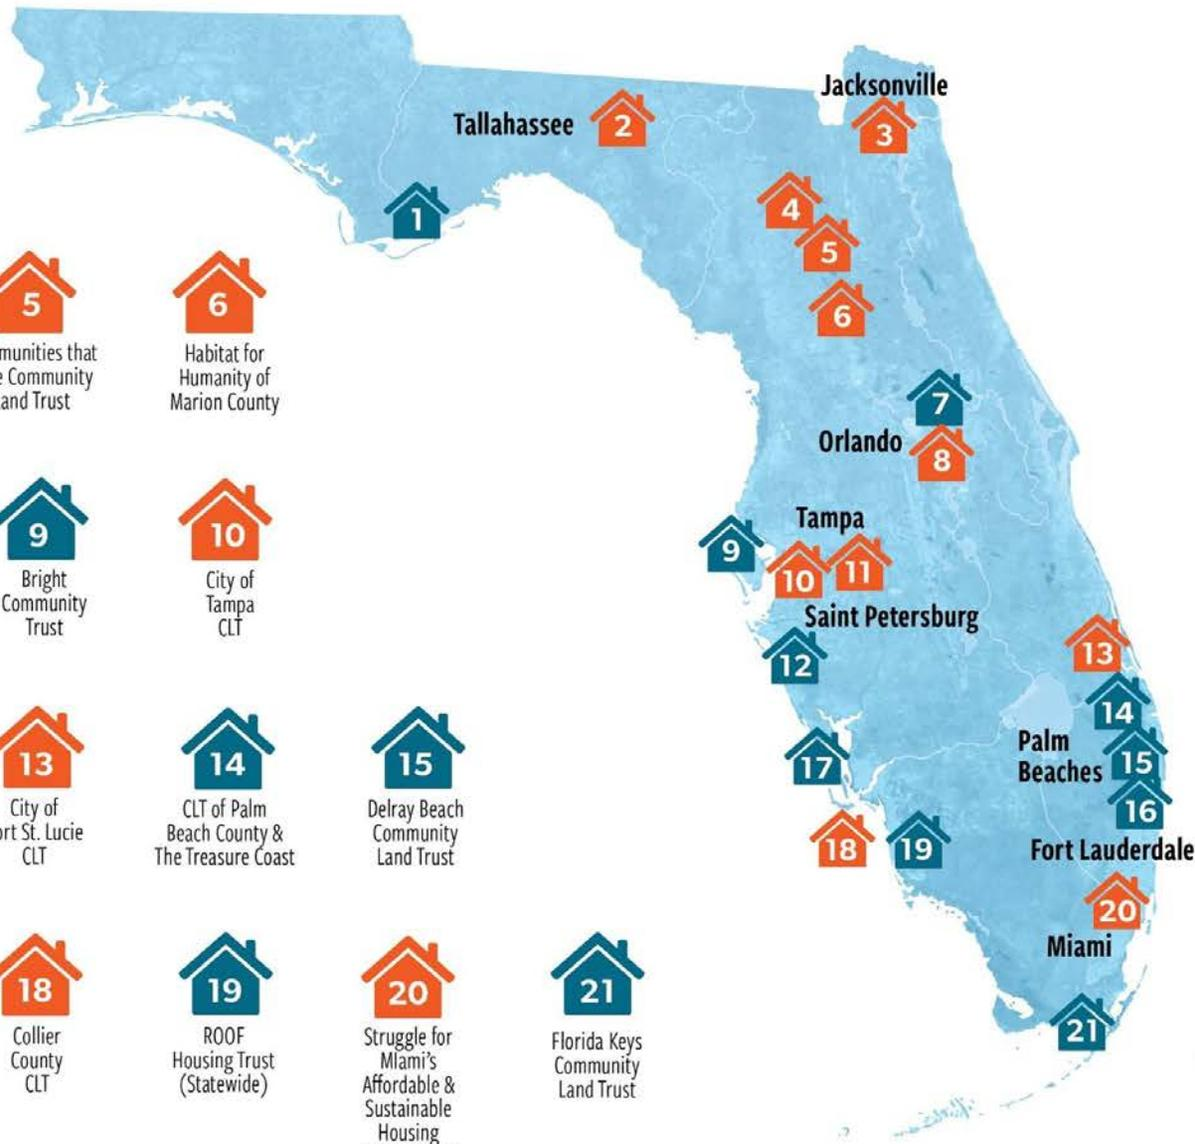 Jacksonville
Tallahassee
2
3
4
1
5
6
7
Orlando
8
Tampa
9
10
11
Saint Petersburg
12
13
14
Palm
Beaches
15
17
16
18
19
Fort Lauderdale
20
Miami
21
5
munities that
e Community
and Trust
6
Habitat for
Humanity of
Marion County
9
Bright
Community
Trust
10
City of
Tampa
CLT
13
City of
ort St. Lucie
CLT
14
CLT of Palm
Beach County &
The Treasure Coast
15
Delray Beach
Community
Land Trust
18
Collier
County
CLT
19
ROOF
Housing Trust
(Statewide)
20
Struggle for
MIami's
Affordable &
Sustainable
Housing
21
Florida Keys
Community
Land Trust